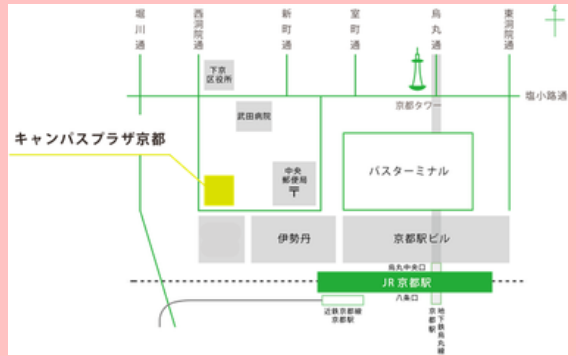 堀川通
西洞院通
新町通
室町通
烏丸通
東洞院通
下京
区役所
塩小路通
京都タワー
武田病院
キャンパスプラザ京都
中央
郵便局
〒
バスターミナル
伊勢丹
京都駅ビル
烏丸中央口
JR 京都駅
八条口
近鉄京都線
京都駅
地下鉄烏丸線
京都駅